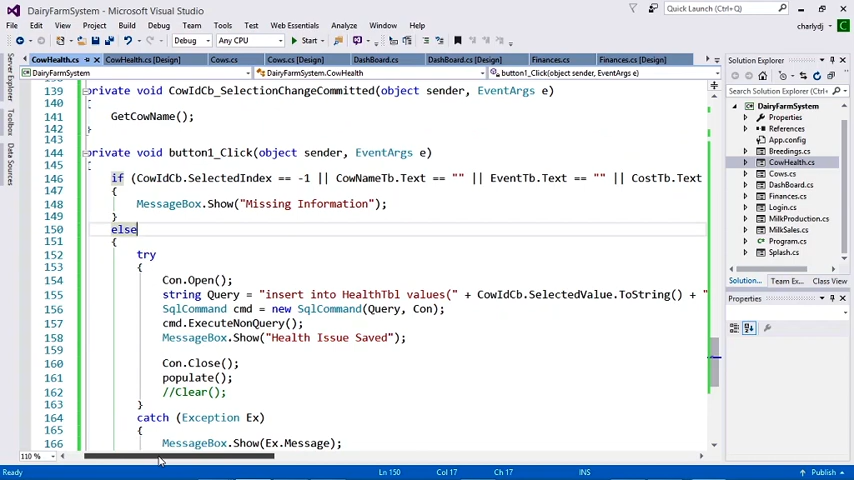 DairyFarmSystem - Microsoft Visual Studio
Quick Launch (Ctrl+Q)
File Edit View Project Build Debug Team Tools Test Web Essentials Analyze Window Help
charlydj
Debug Any CPU Start
CowHealth.cs CowHealth.cs [Design] Cows.cs Cows.cs [Design] DashBoard.cs DashBoard.cs [Design] Finances.cs Finances.cs [Design]
DairyFarmSystem DairyFarmSystem.CowHealth button1_Click(object sender, EventArgs e)
Server Explorer
Toolbox
Data Sources
139 private void CowIdCb_SelectionChangeCommitted(object sender, EventArgs e)
140 {
141 GetCowName();
142 }
143
144 private void button1_Click(object sender, EventArgs e)
145 {
146 if (CowIdCb.SelectedIndex == -1 || CowNameTb.Text == "" || EventTb.Text == "" || CostTb.Text
147 {
148 MessageBox.Show("Missing Information");
149 }
150 else
151 {
152 try
153 {
154 Con.Open();
155 string Query = "insert into HealthTbl values(" + CowIdCb.SelectedValue.ToString() + "
156 SqlCommand cmd = new SqlCommand(Query, Con);
157 cmd.ExecuteNonQuery();
158 MessageBox.Show("Health Issue Saved");
159
160 Con.Close();
161 populate();
162 //Clear();
163 }
164 catch (Exception Ex)
165 {
166 MessageBox.Show(Ex.Message);
110 %
Solution Explorer
Search Solution Explorer (Ctrl
DairyFarmSystem
Properties
References
App.config
Breedings.cs
CowHealth.cs
Cows.cs
DashBoard.cs
Finances.cs
Login.cs
MilkProduction.cs
MilkSales.cs
Program.cs
Splash.cs
Solution... Team Ex... Class View
Properties
Ready Ln 150 Col 17 Ch 17 INS Publish